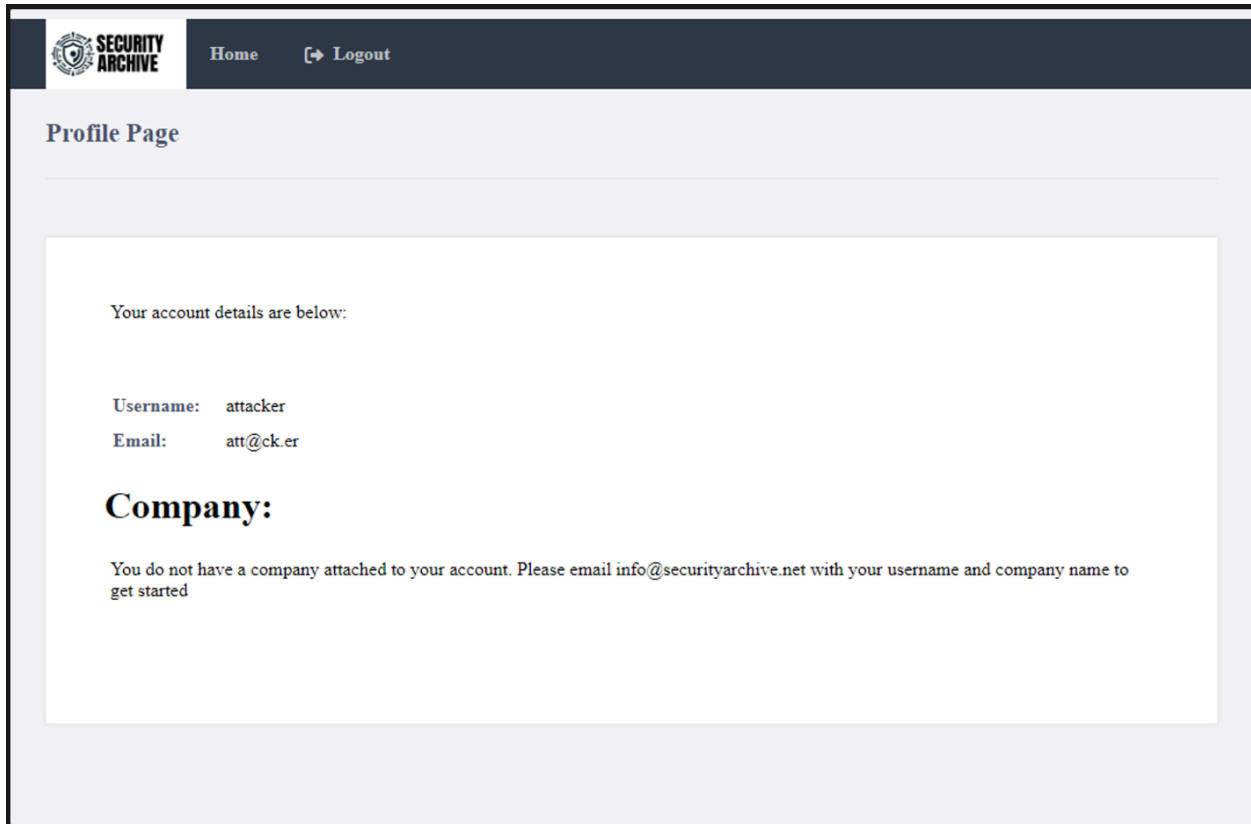 SECURITY
ARCHIVE
Home
Logout
Profile Page
Your account details are below:
Username: attacker
Email: att@ck.er
Company:
You do not have a company attached to your account. Please email info@securityarchive.net with your username and company name to
get started